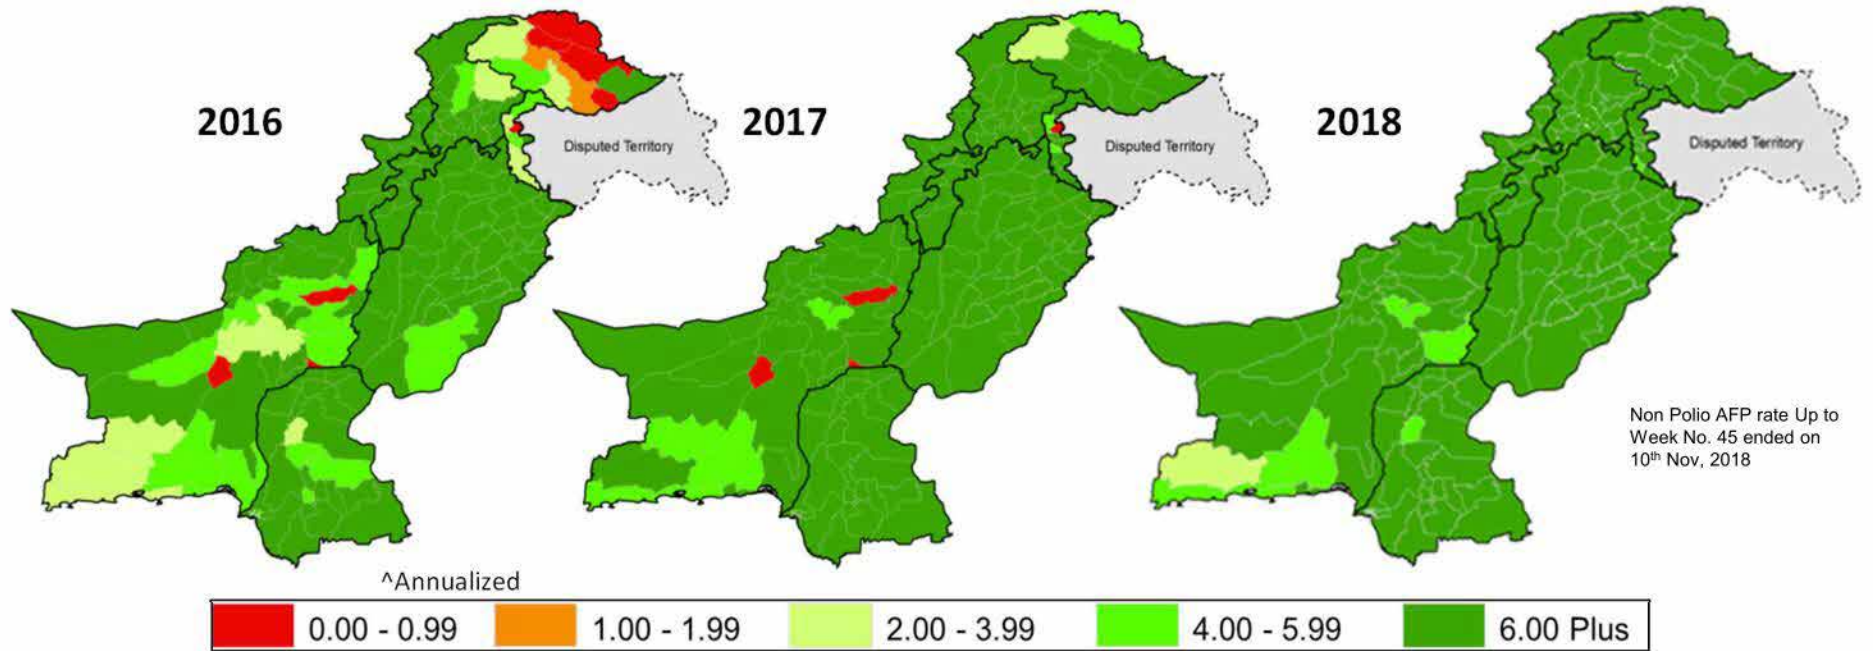 2016
2017
2018
Disputed Territory
Disputed Territory
Disputed Territory
Non Polio AFP rate Up to
Week No. 45 ended on
10th Nov, 2018
^Annualized
0.00 - 0.99
1.00 - 1.99
2.00 - 3.99
4.00 - 5.99
6.00 Plus